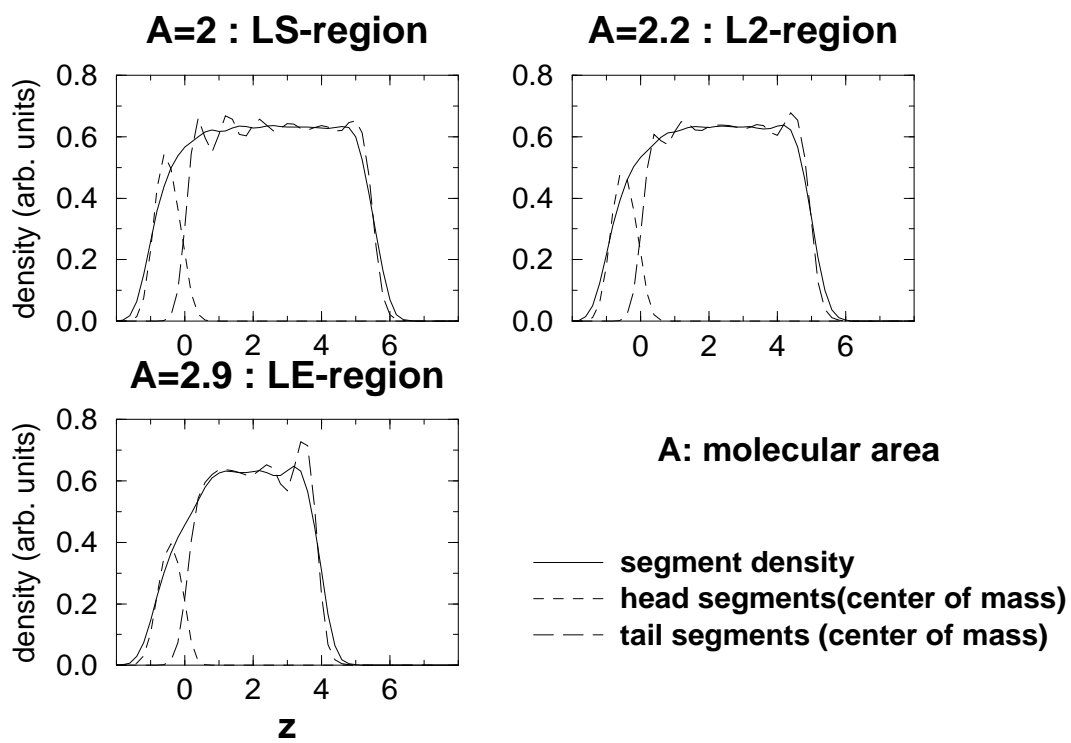 A=2 : LS-region
A=2.2 : L2-region
density (arb. units)
0.8
0.6
0.4
0.2
0.0
0 2 4 6
0.8
0.6
0.4
0.2
0.0
0 2 4 6
A=2.9 : LE-region
density (arb. units)
0.8
0.6
0.4
0.2
0.0
0 2 4 6
z
A: molecular area
segment density
head segments(center of mass)
tail segments (center of mass)